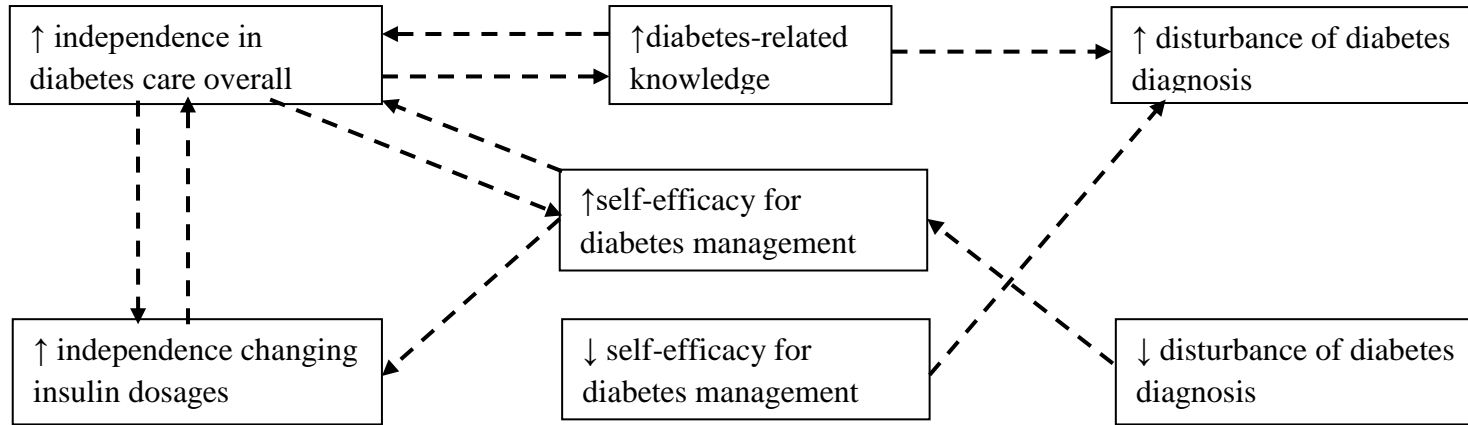 ↑ independence in
diabetes care overall
↑diabetes-related
knowledge
↑ disturbance of diabetes
diagnosis
↑self-efficacy for
diabetes management
↑ independence changing
insulin dosages
↓ self-efficacy for
diabetes management
↓ disturbance of diabetes
diagnosis